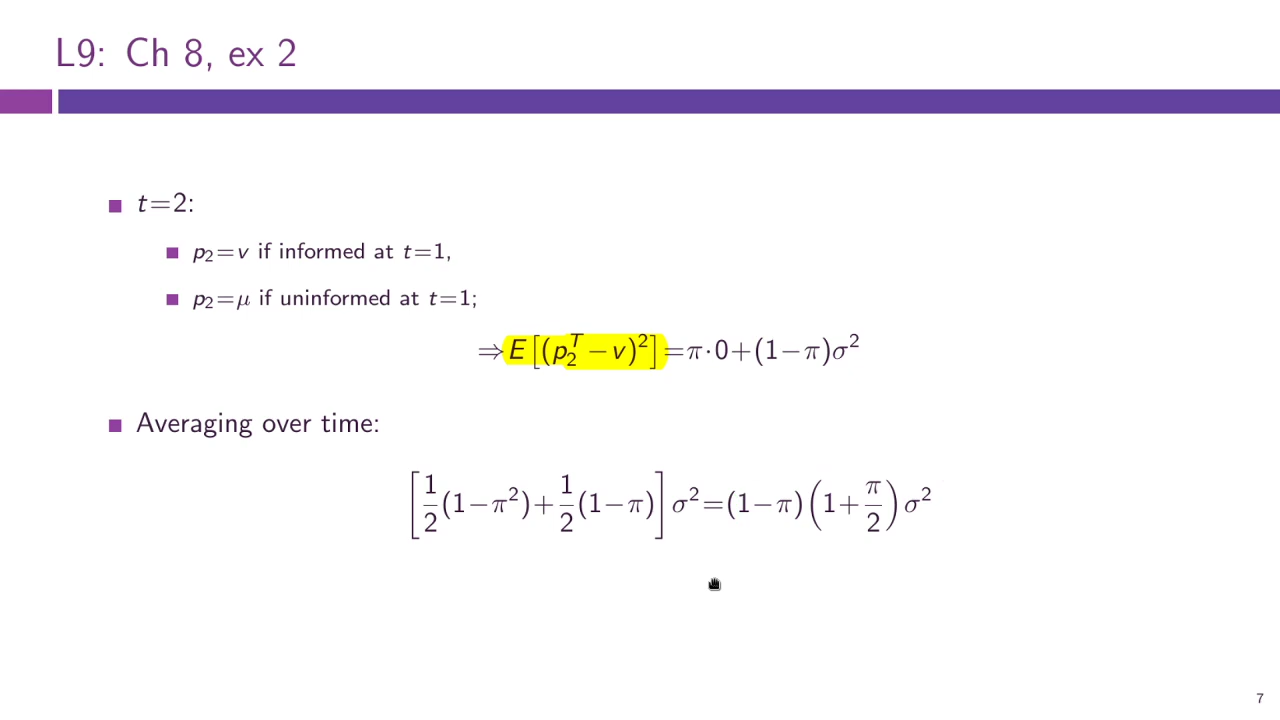 L9: Ch 8, ex 2
t=2:
p₂=v if informed at t=1,
p₂=μ if uninformed at t=1;
⇒E[(p₂ᵀ−v)²]=π·0+(1−π)σ²
Averaging over time:
[1/2(1−π²)+1/2(1−π)]σ²=(1−π)(1+π/2)σ²
7